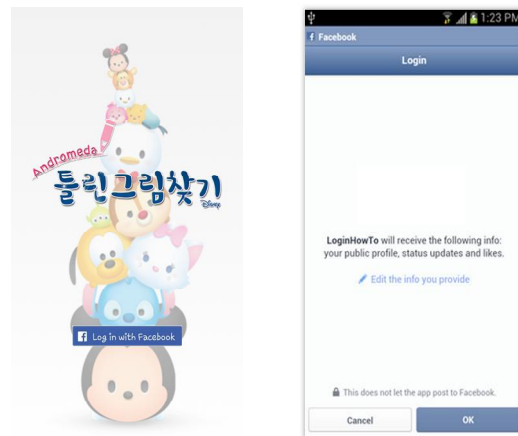 Andromeda
틀린그림찾기
Disney
f Log in with Facebook
1:23 PM
f Facebook
Login
LoginHowTo will receive the following info:
your public profile, status updates and likes.
Edit the info you provide
This does not let the app post to Facebook.
Cancel
OK